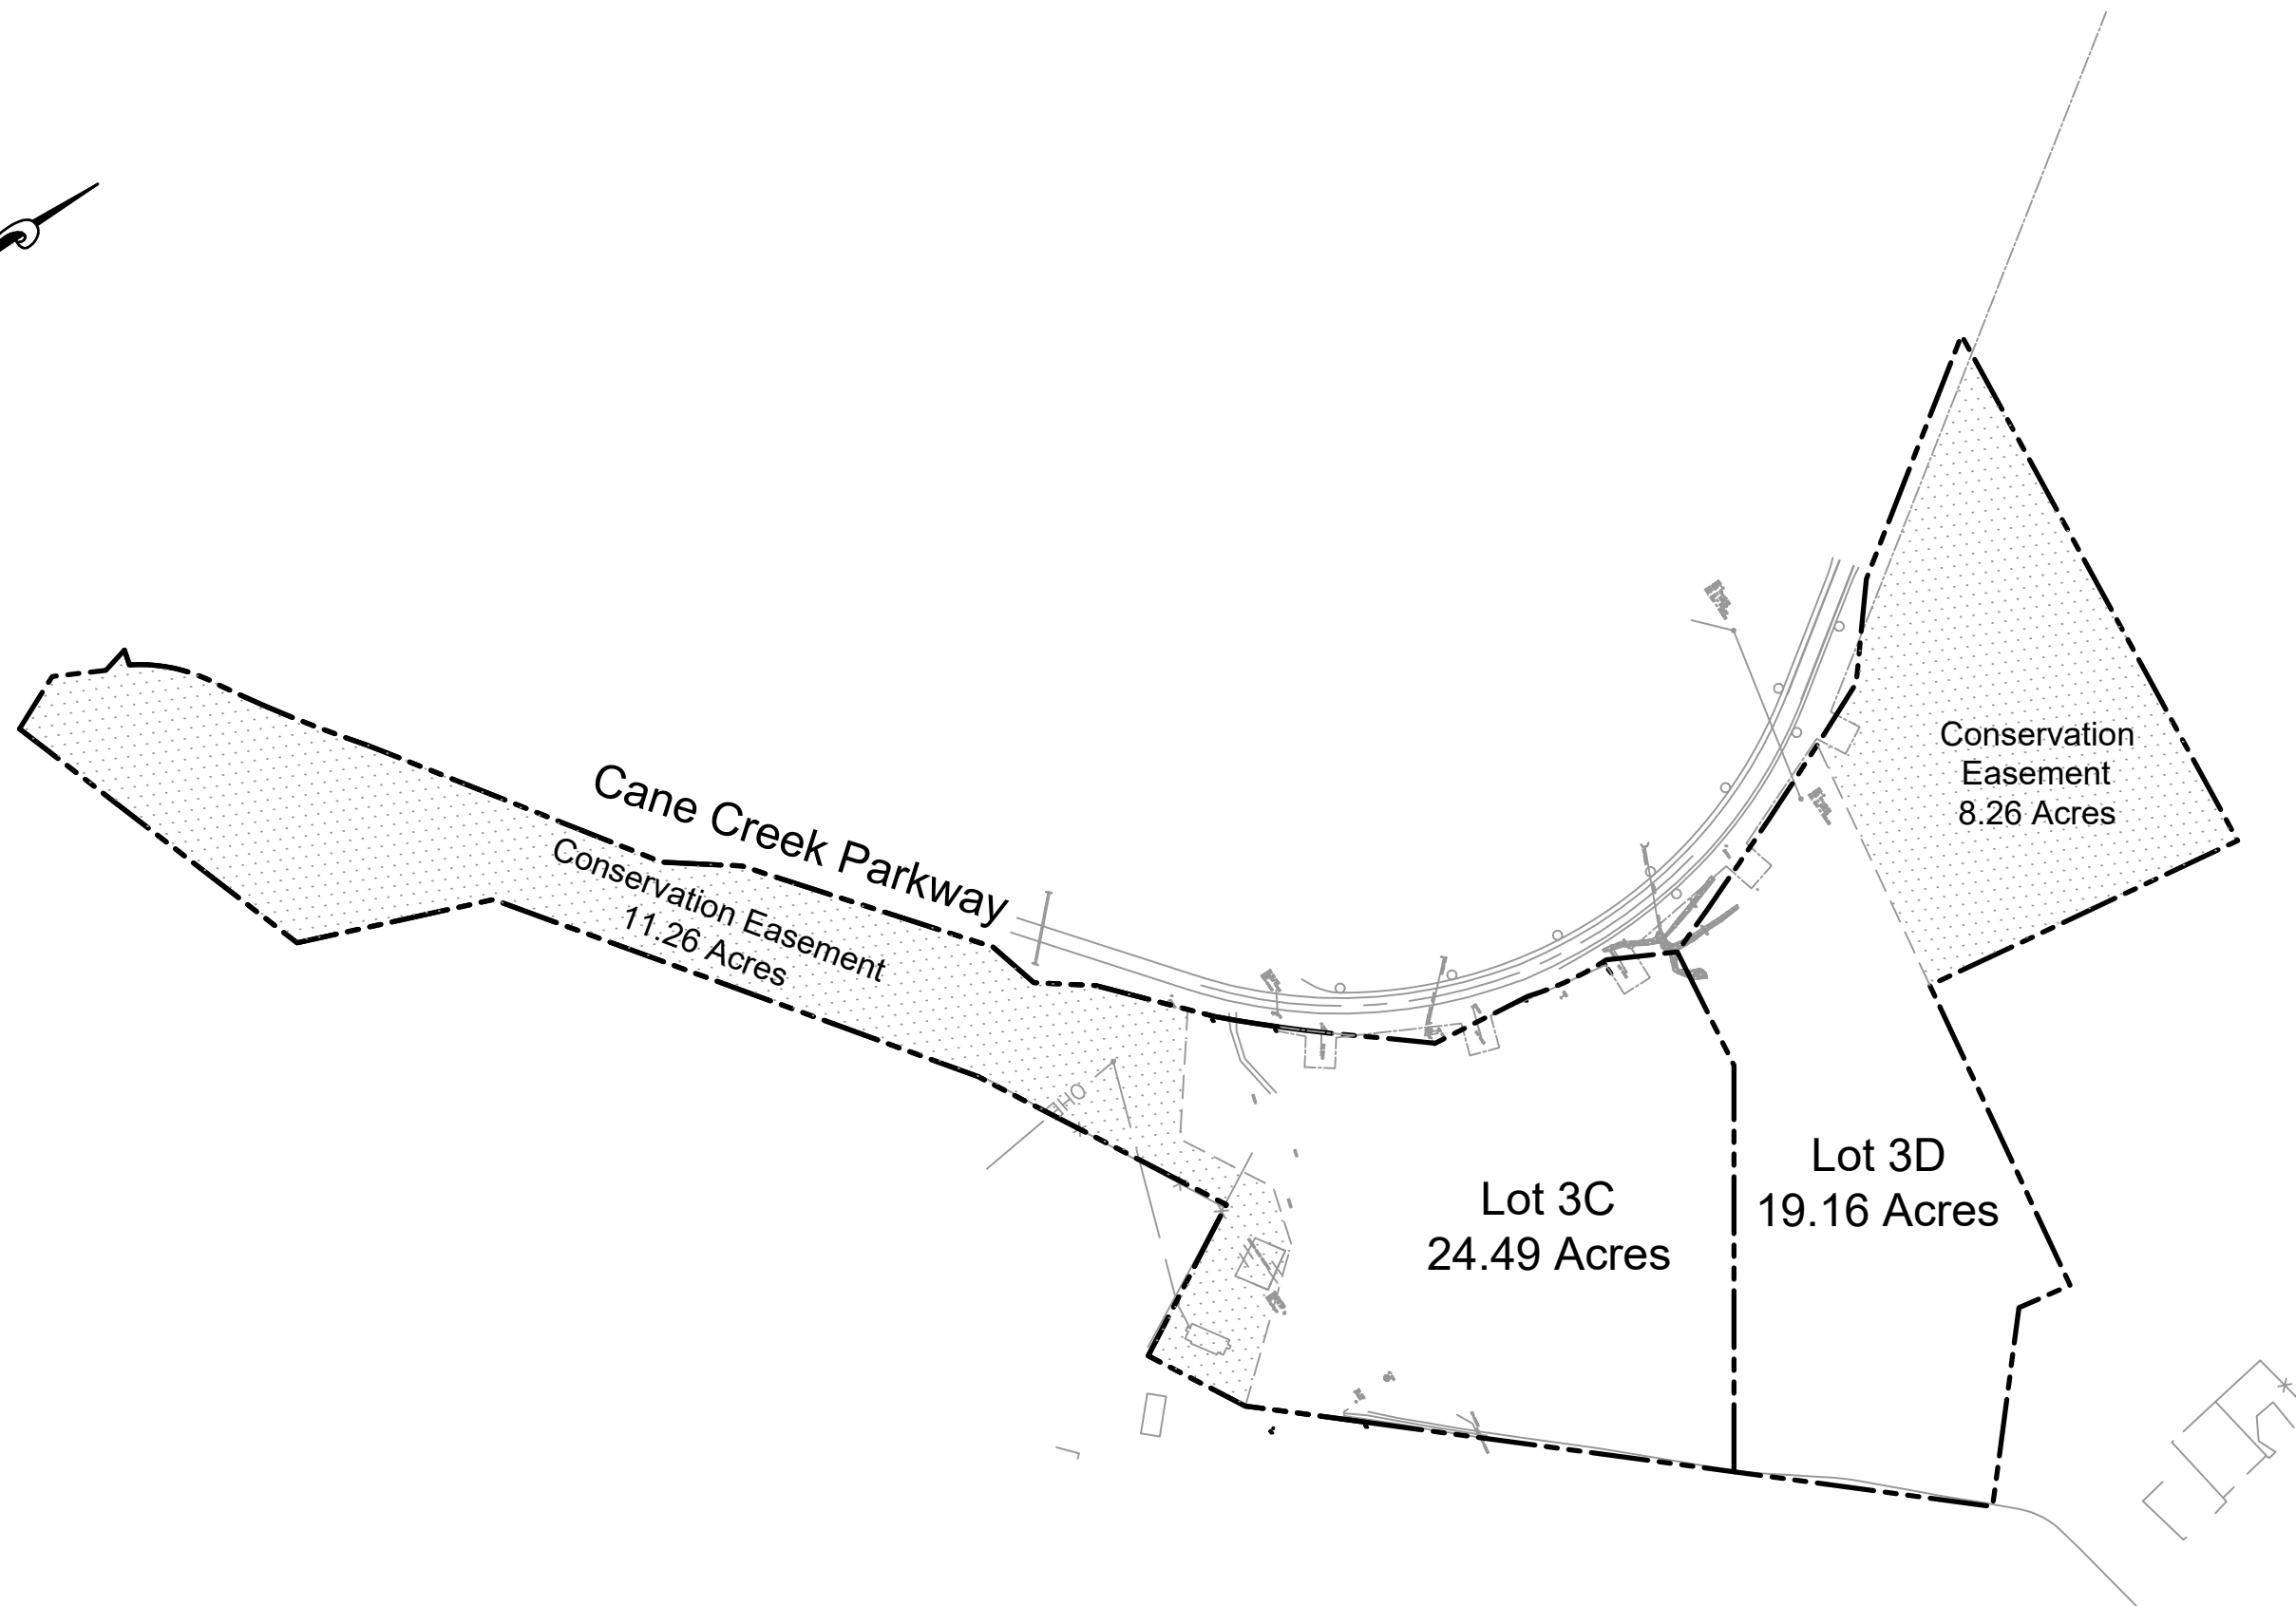 Cane Creek Parkway
Conservation Easement
11.26 Acres
Conservation
Easement
8.26 Acres
OHE
Lot 3C
24.49 Acres
Lot 3D
19.16 Acres